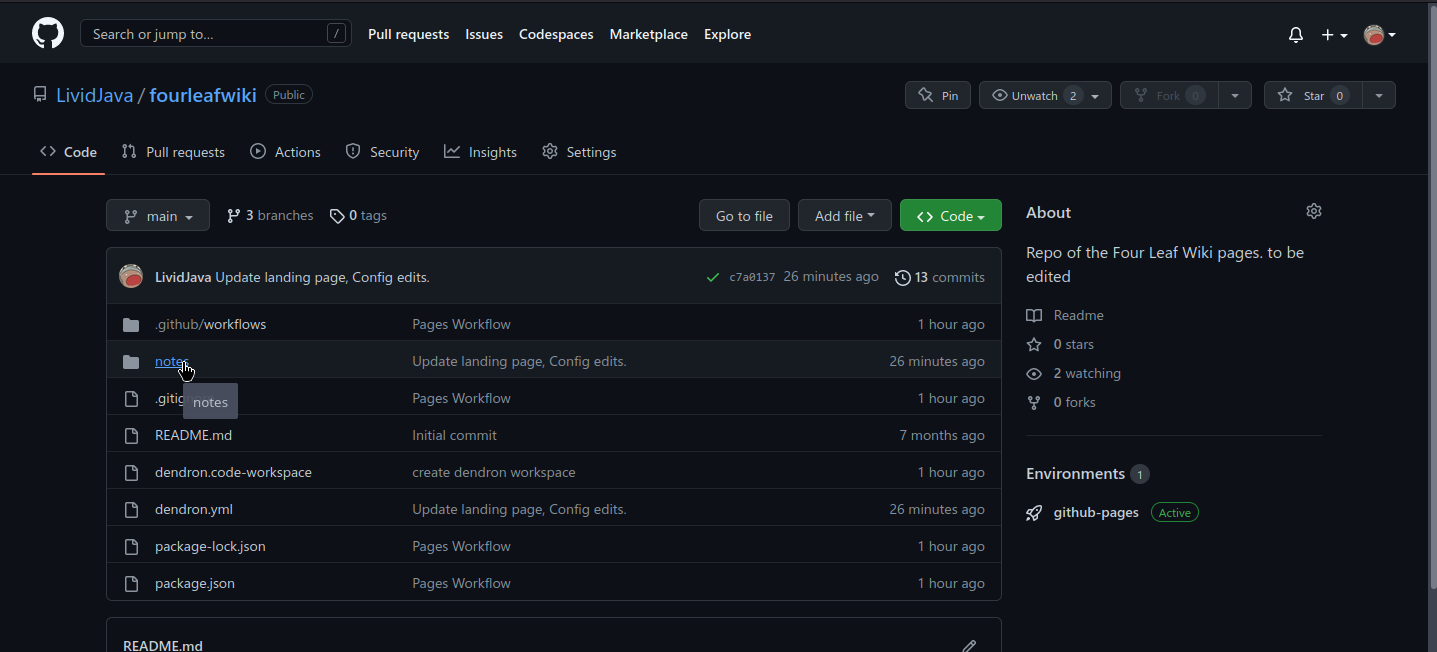 Search or jump to... /
Pull requests Issues Codespaces Marketplace Explore
LividJava / fourleafwiki Public
Pin Unwatch 2 Fork 0 Star 0
Code Pull requests Actions Security Insights Settings
main 3 branches 0 tags Go to file Add file Code
LividJava Update landing page, Config edits. c7a0137 26 minutes ago 13 commits
.github/workflows Pages Workflow 1 hour ago
notes Update landing page, Config edits. 26 minutes ago
notes
Pages Workflow 1 hour ago
README.md Initial commit 7 months ago
dendron.code-workspace create dendron workspace 1 hour ago
dendron.yml Update landing page, Config edits. 26 minutes ago
package-lock.json Pages Workflow 1 hour ago
package.json Pages Workflow 1 hour ago
README.md
About
Repo of the Four Leaf Wiki pages. to be
edited
Readme
0 stars
2 watching
0 forks
Environments 1
github-pages Active